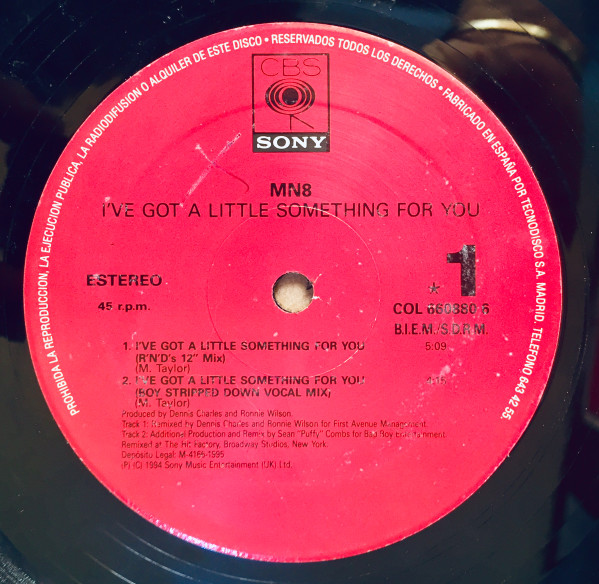 PROHIBIDA LA REPRODUCCION, LA EJECUCION PUBLICA, LA RADIODIFUSION O ALQUILER DE ESTE DISCO • RESERVADOS TODOS LOS DERECHOS • FABRICADO EN ESPAÑA POR TECNODISCO S.A. MADRID. TELEFONO 643 42 55.
CBS
SONY
MN8
I'VE GOT A LITTLE SOMETHING FOR YOU
ESTEREO
45 r.p.m.
* 1
COL 660880 6
B.I.E.M./S.D.R.M.
1. I'VE GOT A LITTLE SOMETHING FOR YOU 5:09
(R'N'D's 12" Mix)
(M. Taylor)
2. I'VE GOT A LITTLE SOMETHING FOR YOU
(BOY STRIPPED DOWN VOCAL MIX)
(M. Taylor)
Produced by Dennis Charles and Ronnie Wilson.
Track 1: Remixed by Dennis Charles and Ronnie Wilson for First Avenue Management.
Track 2: Additional Production and Remix by Sean "Puffy" Combs for Bad Boy Entertainment.
Remixed at The Hit Factory, Broadway Studios, New York.
Depósito Legal: M-4165-1995
(P) (C) 1994 Sony Music Entertainment (UK) Ltd.